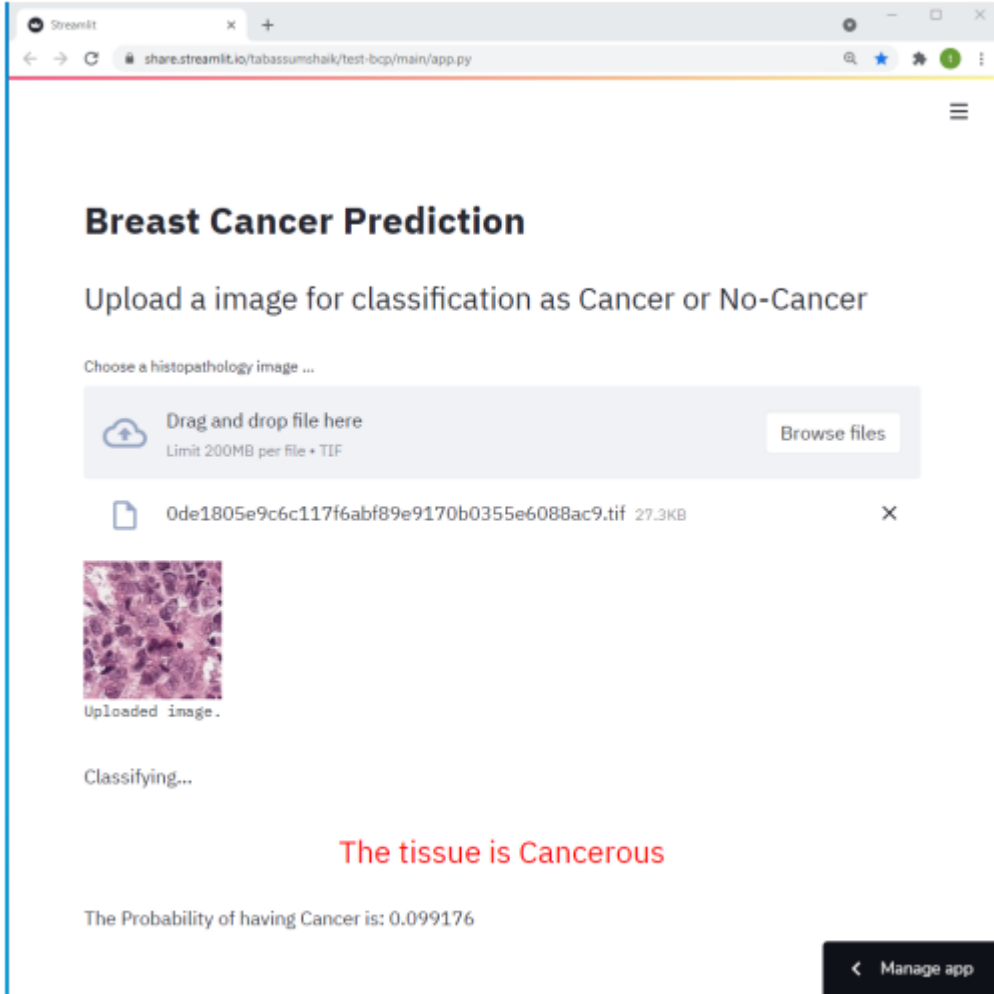 Streamlit
share.streamlit.io/tabassumshaik/test-bcp/main/app.py
Breast Cancer Prediction
Upload a image for classification as Cancer or No-Cancer
Choose a histopathology image ...
Drag and drop file here
Limit 200MB per file • TIF
Browse files
0de1805e9c6c117f6abf89e9170b0355e6088ac9.tif 27.3KB
Uploaded image.
Classifying...
The tissue is Cancerous
The Probability of having Cancer is: 0.099176
Manage app